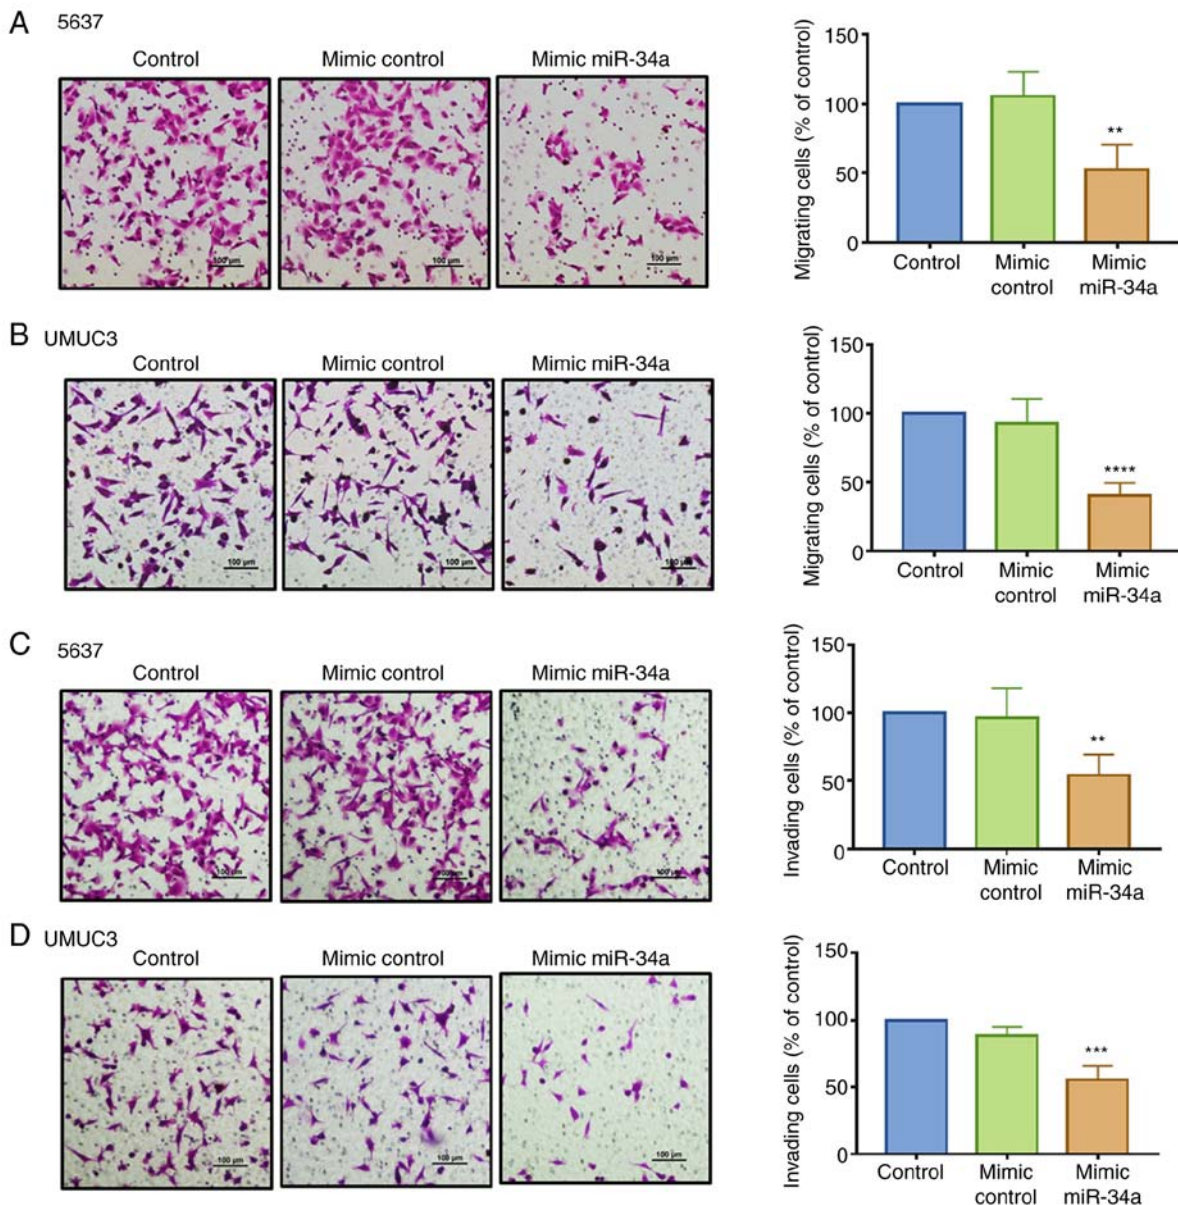 A
5637
Control
Mimic control
Mimic miR-34a
100 µm
100 µm
100 µm
Migrating cells (% of control)
150
100
50
0
**
Control
Mimic
control
Mimic
miR-34a
B
UMUC3
Control
Mimic control
Mimic miR-34a
100 µm
100 µm
100 µm
Migrating cells (% of control)
150
100
50
0
****
Control
Mimic
control
Mimic
miR-34a
C
5637
Control
Mimic control
Mimic miR-34a
100 µm
100 µm
100 µm
Invading cells (% of control)
150
100
50
0
**
Control
Mimic
control
Mimic
miR-34a
D
UMUC3
Control
Mimic control
Mimic miR-34a
100 µm
100 µm
100 µm
Invading cells (% of control)
150
100
50
0
***
Control
Mimic
control
Mimic
miR-34a